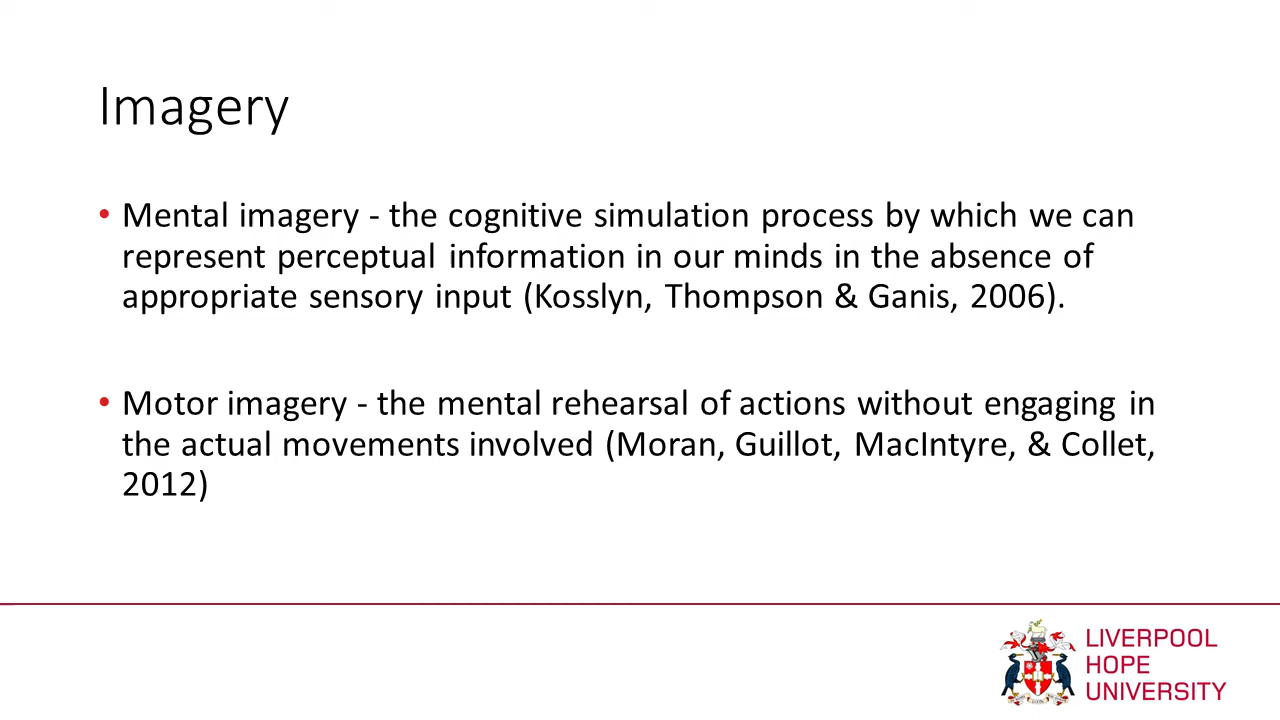 Imagery
• Mental imagery - the cognitive simulation process by which we can
represent perceptual information in our minds in the absence of
appropriate sensory input (Kosslyn, Thompson & Ganis, 2006).
• Motor imagery - the mental rehearsal of actions without engaging in
the actual movements involved (Moran, Guillot, MacIntyre, & Collet,
2012)
LIVERPOOL
HOPE
UNIVERSITY